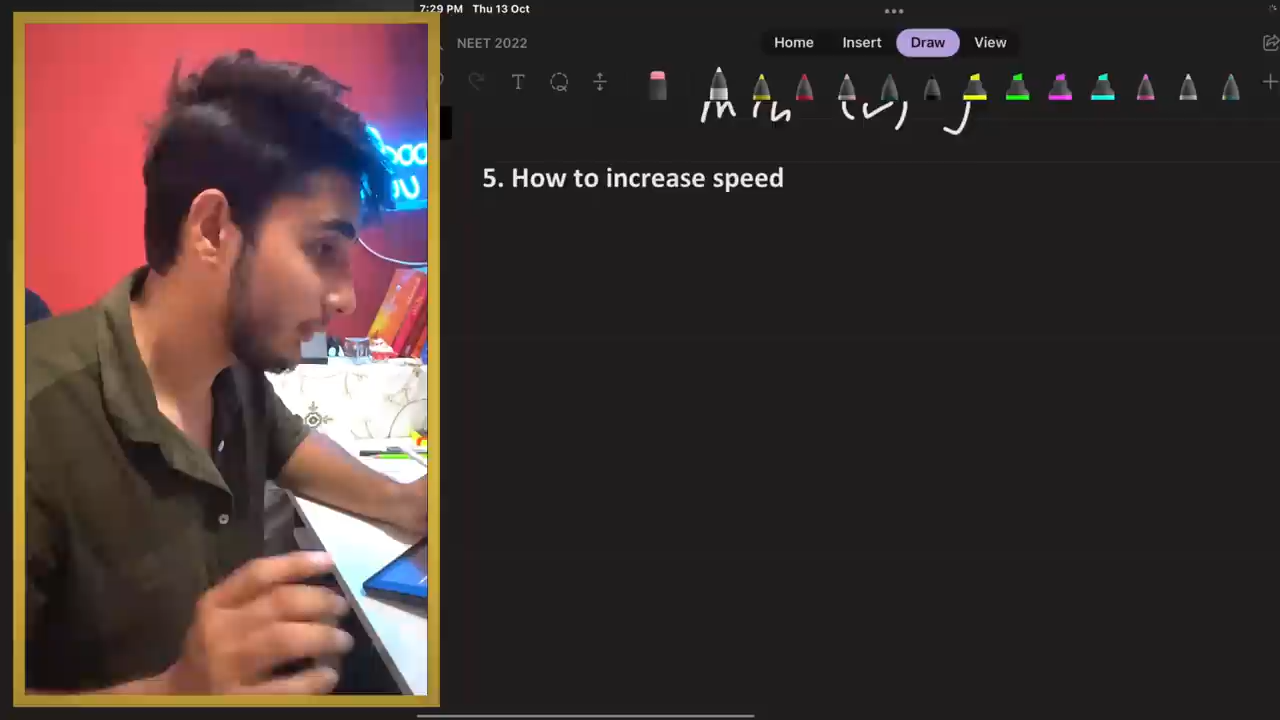 7:29 PM Thu 13 Oct
NEET 2022
Home Insert Draw View
T
5. How to increase speed